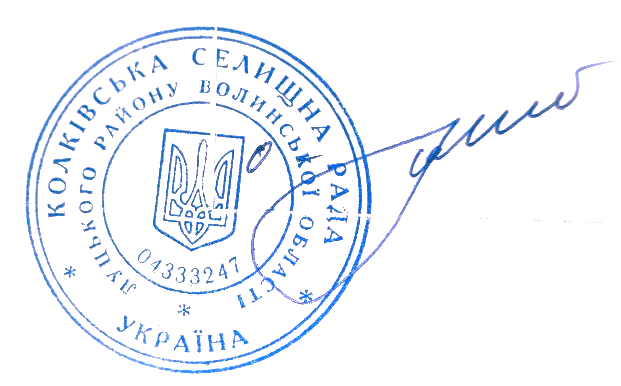 КОЛКІВСЬКА СЕЛИЩНА РАДА
ЛУЦЬКОГО РАЙОНУ ВОЛИНСЬКОЇ ОБЛАСТІ
04333247
* УКРАЇНА *
*